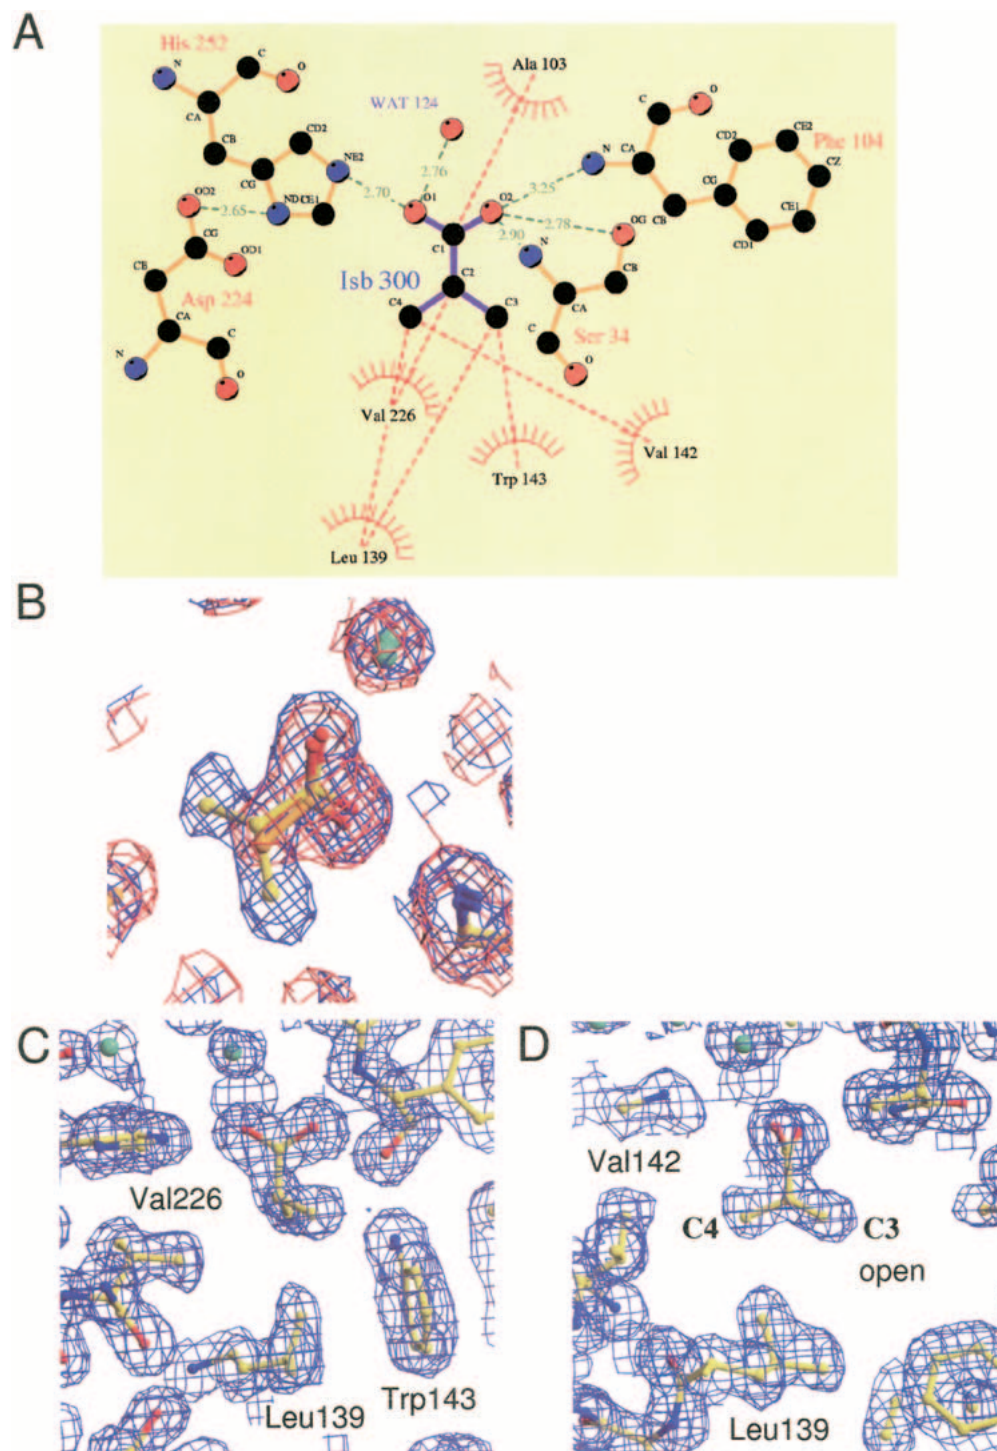 A
His 252
N
C
O
CA
CB
CD2
CG
NE2
ND
CE1
WAT 124
Ala 103
2.76
2.70
O1
O2
C1
C2
C4
C3
Isb 300
3.25
2.78
2.90
OD2
2.65
CG
OD1
CB
Asp 224
CA
N
C
O
C
O
N
CA
CB
CG
CD2
CE2
CZ
CE1
CD1
Phe 104
OG
N
CB
CA
C
O
Ser 34
Val 226
Trp 143
Val 142
Leu 139
B
C
Val226
Leu139
Trp143
D
Val142
C4
C3
open
Leu139